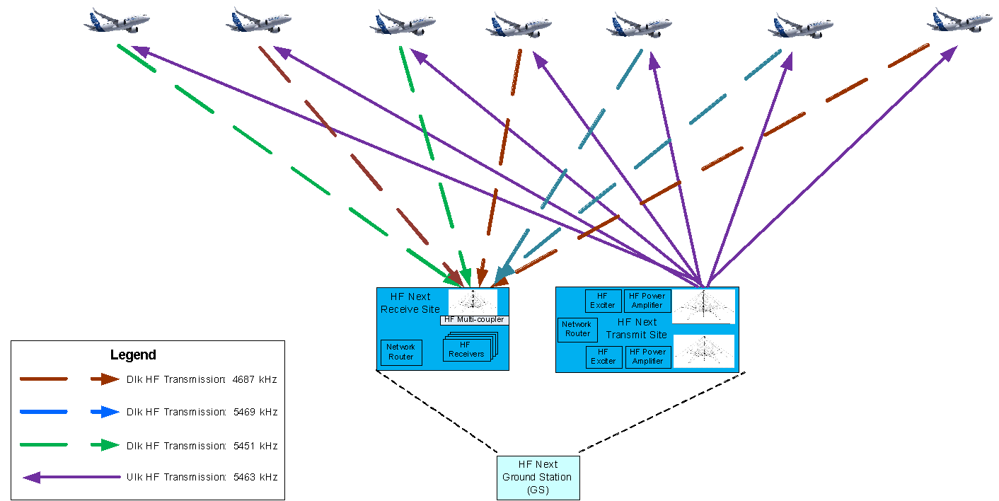 HF Next
Receive Site
HF Multi-coupler
Network
Router
HF
Receivers
HF
Exciter
HF Power
Amplifier
Network
Router
HF Next
Transmit Site
HF
Exciter
HF Power
Amplifier
Legend
Dlk HF Transmission: 4687 kHz
Dlk HF Transmission: 5469 kHz
Dlk HF Transmission: 5451 kHz
Ulk HF Transmission: 5463 kHz
HF Next
Ground Station
(GS)